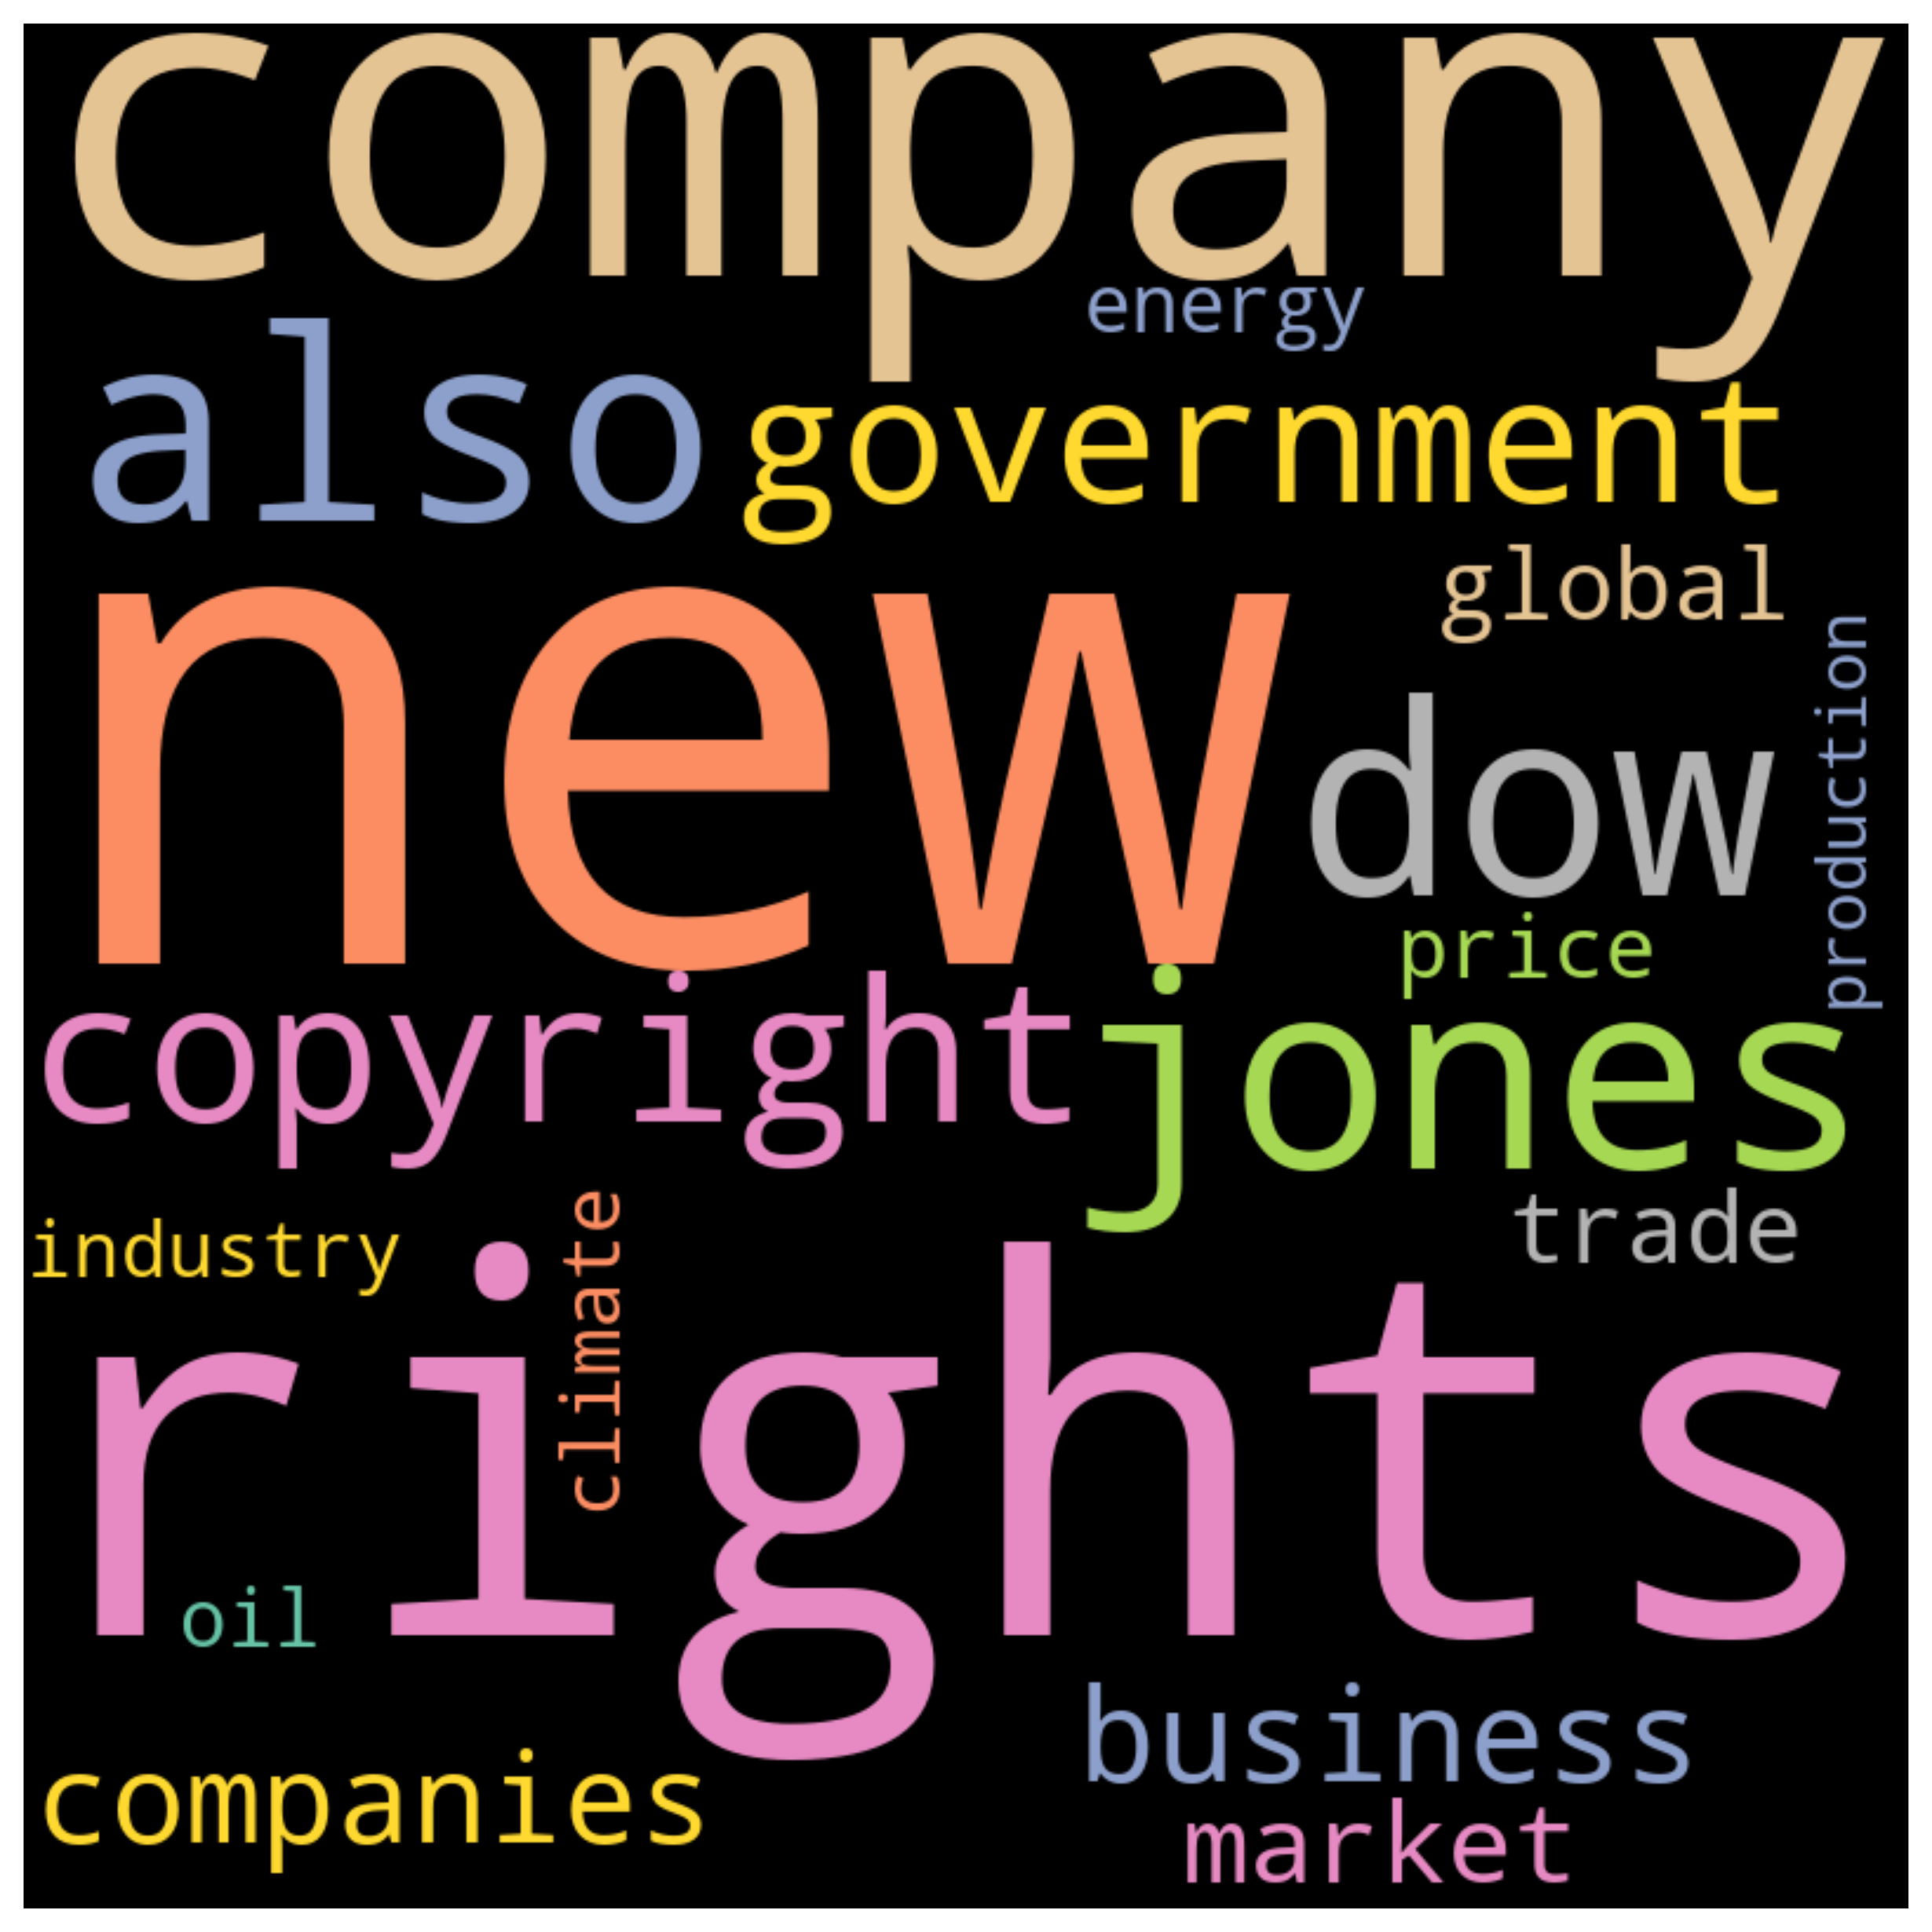 company
energy
also
government
global
new
production
dow
price
copyright
jones
industry
climate
trade
rights
oil
business
companies
market